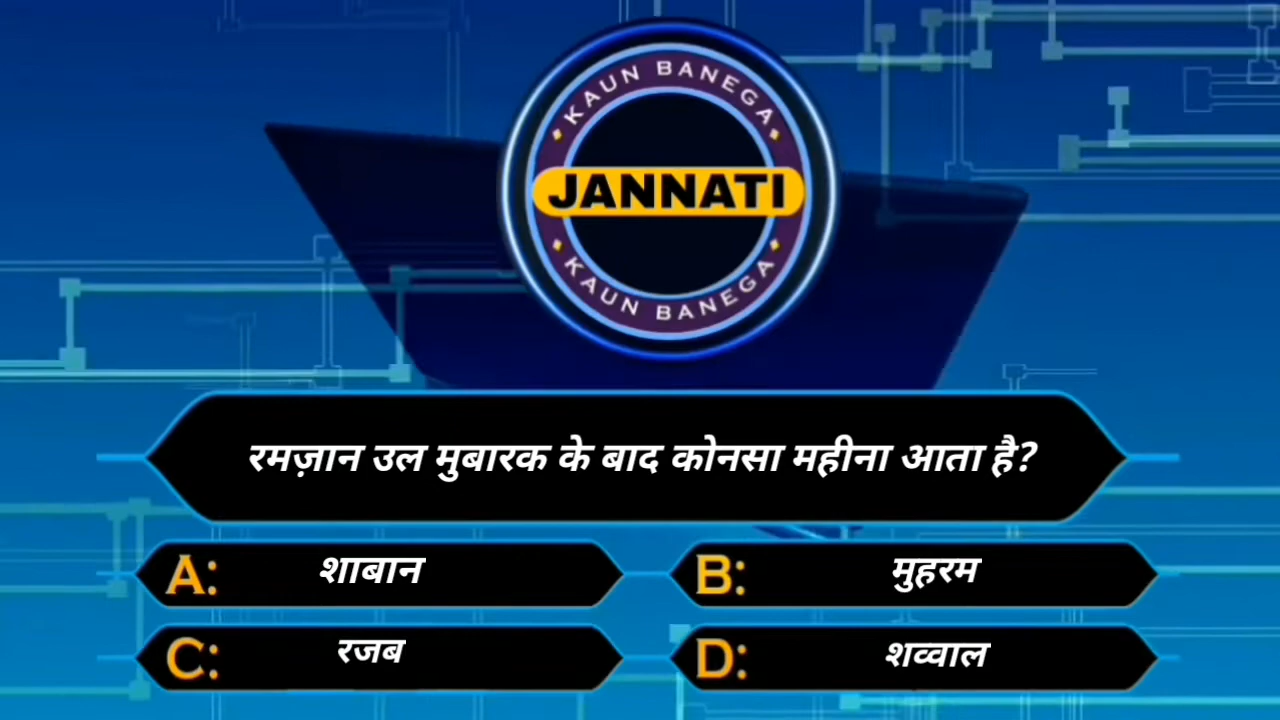 KAUN BANEGA
JANNATI
KAUN BANEGA
रमज़ान उल मुबारक के बाद कोनसा महीना आता है?
A: शाबान
B: मुहरम
C: रजब
D: शव्वाल